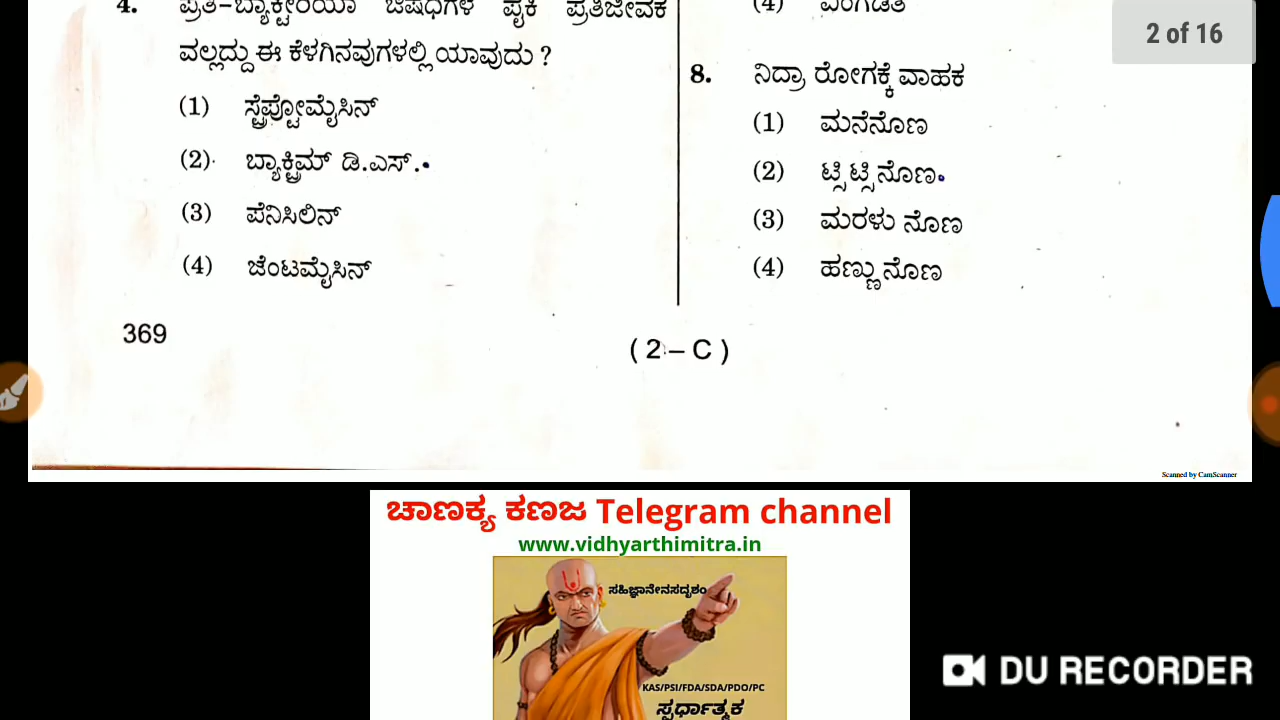 4. ಪ್ರತಿ-ಬ್ಯಾಕ್ಟೀರಿಯಾ ಔಷಧಿಗಳ ಪೈಕಿ ಪ್ರತಿಜೀವಕ
ವಲ್ಲದ್ದು ಈ ಕೆಳಗಿನವುಗಳಲ್ಲಿ ಯಾವುದು ?
(1) ಸ್ಟ್ರೆಪ್ಟೋಮೈಸಿನ್
(2) ಬ್ಯಾಕ್ಟ್ರಿಮ್ ಡಿ.ಎಸ್.
(3) ಪೆನಿಸಿಲಿನ್
(4) ಜೆಂಟಮೈಸಿನ್
369
(4)
8. ನಿದ್ರಾ ರೋಗಕ್ಕೆ ವಾಹಕ
(1) ಮನೆನೊಣ
(2) ಟ್ಸಿ ಟ್ಸಿ ನೊಣ
(3) ಮರಳು ನೊಣ
(4) ಹಣ್ಣು ನೊಣ
( 2 – C )
2 of 16
Scanned by CamScanner
ಚಾಣಕ್ಯ ಕಣಜ Telegram channel
www.vidhyarthimitra.in
ಸಹಿಜ್ಞಾನೇನಸದೃಶಂ
KAS/PSI/FDA/SDA/PDO/PC
ಸ್ಪರ್ಧಾತ್ಮಕ
DU RECORDER